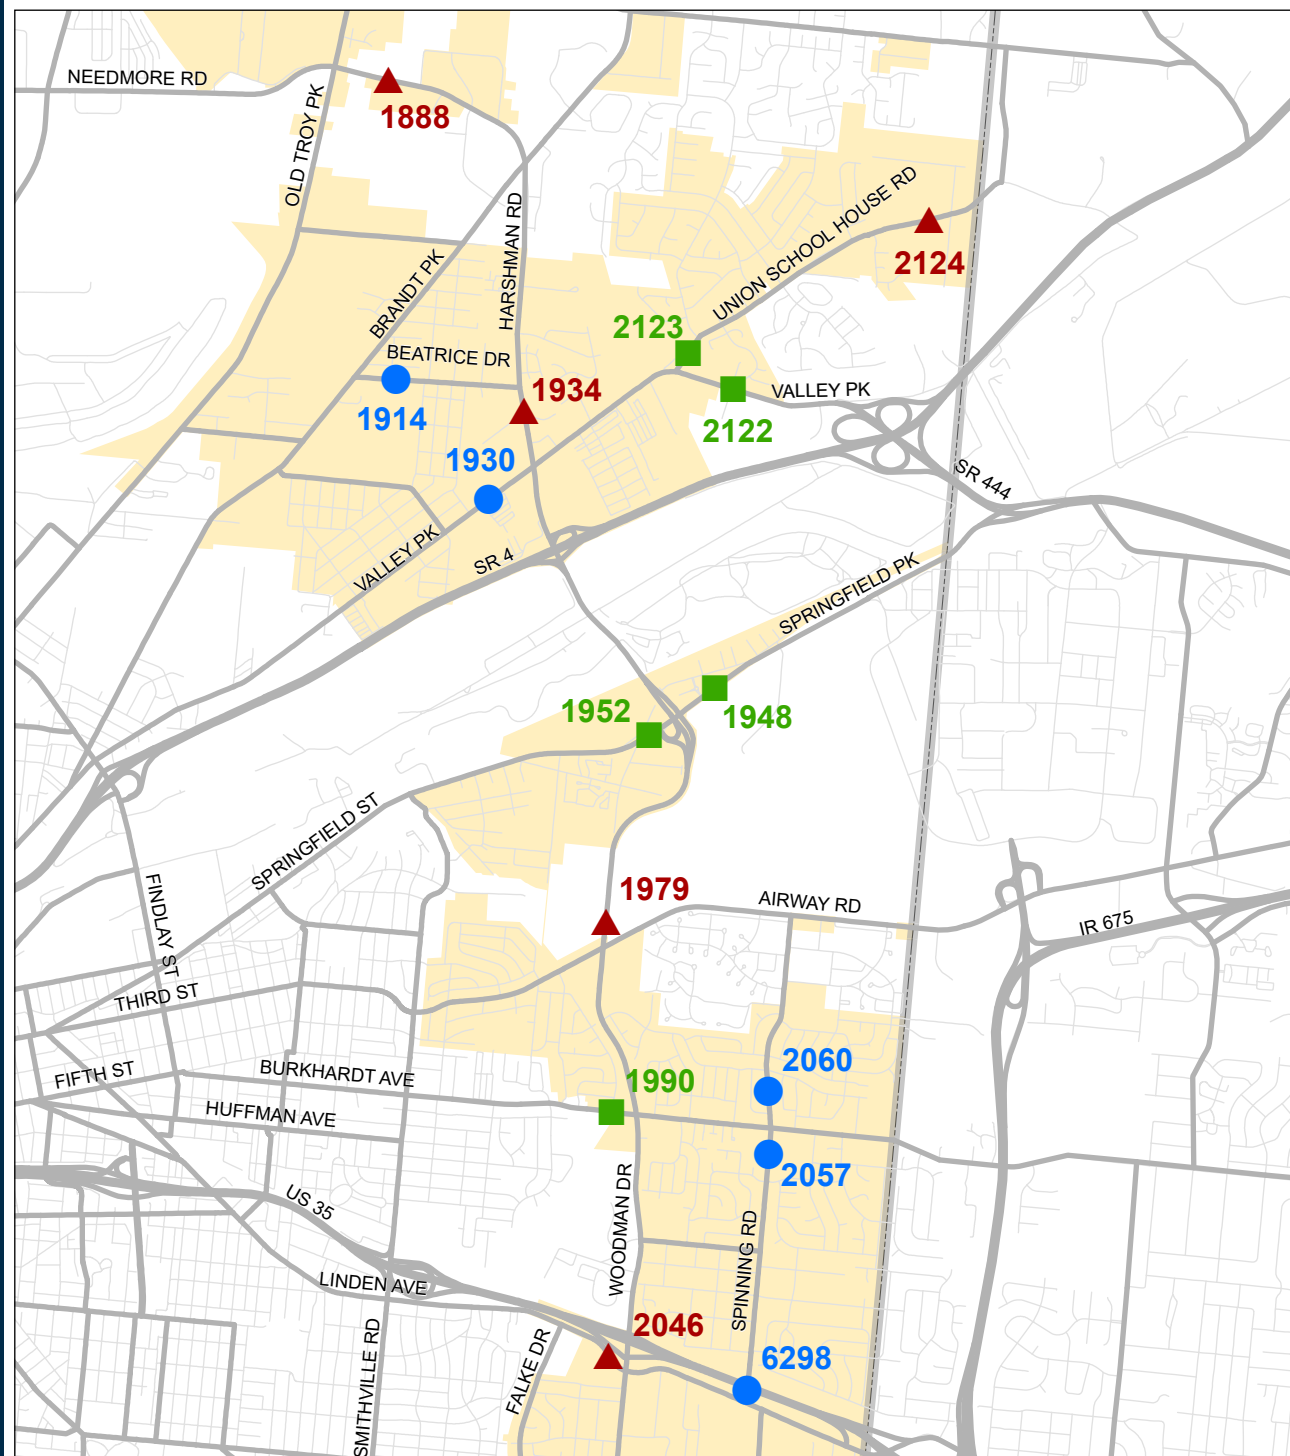 NEEDMORE RD
1888
OLD TROY PK
HARSHMAN RD
UNION SCHOOL HOUSE RD
2124
BRANDT PK
2123
BEATRICE DR
1934
VALLEY PK
1914
2122
1930
SR 444
VALLEY PK
SR 4
SPRINGFIELD PK
1952
1948
SPRINGFIELD ST
1979
AIRWAY RD
IR 675
FINDLAY ST
THIRD ST
2060
FIFTH ST
BURKHARDT AVE
1990
HUFFMAN AVE
2057
US 35
WOODMAN DR
SPINNING RD
LINDEN AVE
2046
6298
FALKE DR
SMITHVILLE RD